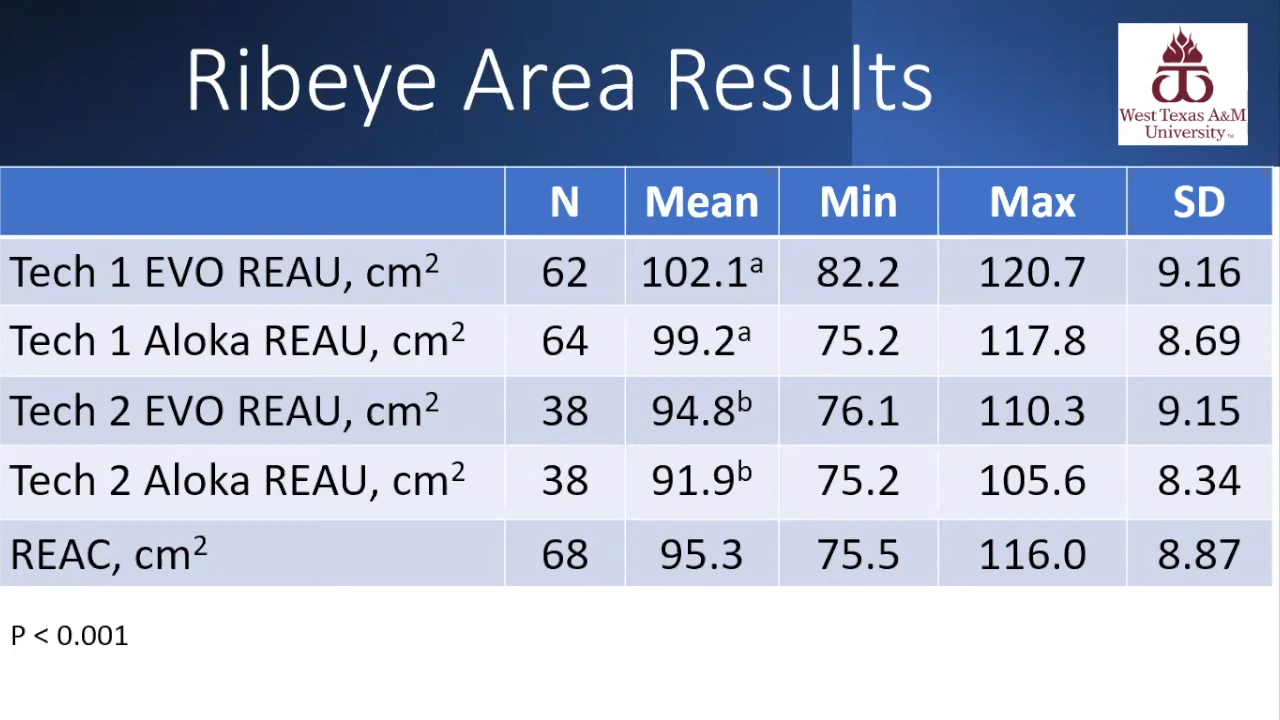 Ribeye Area Results
West Texas A&M
University™
N Mean Min Max SD
Tech 1 EVO REAU, cm² 62 102.1ᵃ 82.2 120.7 9.16
Tech 1 Aloka REAU, cm² 64 99.2ᵃ 75.2 117.8 8.69
Tech 2 EVO REAU, cm² 38 94.8ᵇ 76.1 110.3 9.15
Tech 2 Aloka REAU, cm² 38 91.9ᵇ 75.2 105.6 8.34
REAC, cm² 68 95.3 75.5 116.0 8.87
P < 0.001